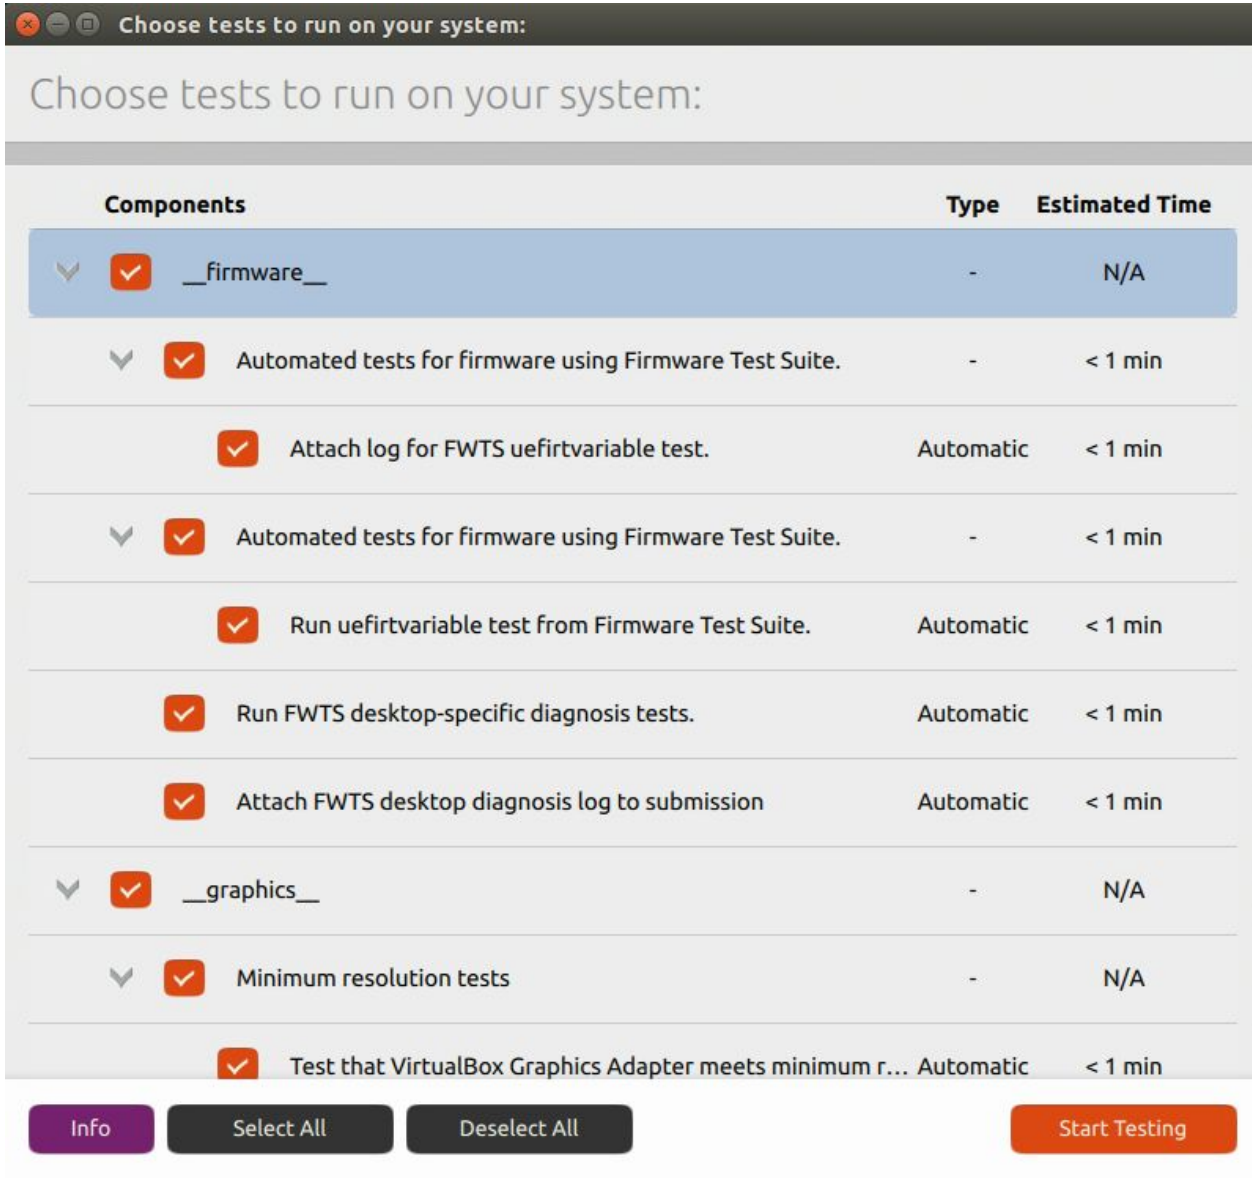 Choose tests to run on your system:
Choose tests to run on your system:
Components Type Estimated Time
__firmware__ - N/A
Automated tests for firmware using Firmware Test Suite. - < 1 min
Attach log for FWTS uefirtvariable test. Automatic < 1 min
Automated tests for firmware using Firmware Test Suite. - < 1 min
Run uefirtvariable test from Firmware Test Suite. Automatic < 1 min
Run FWTS desktop-specific diagnosis tests. Automatic < 1 min
Attach FWTS desktop diagnosis log to submission Automatic < 1 min
__graphics__ - N/A
Minimum resolution tests - N/A
Test that VirtualBox Graphics Adapter meets minimum r... Automatic < 1 min
Info Select All Deselect All Start Testing